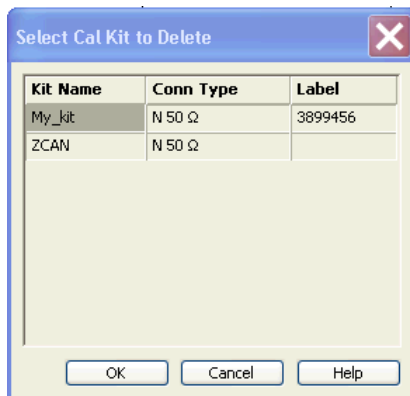 Select Cal Kit to Delete
Kit Name Conn Type Label
My_kit N 50 Ω 3899456
ZCAN N 50 Ω
OK Cancel Help